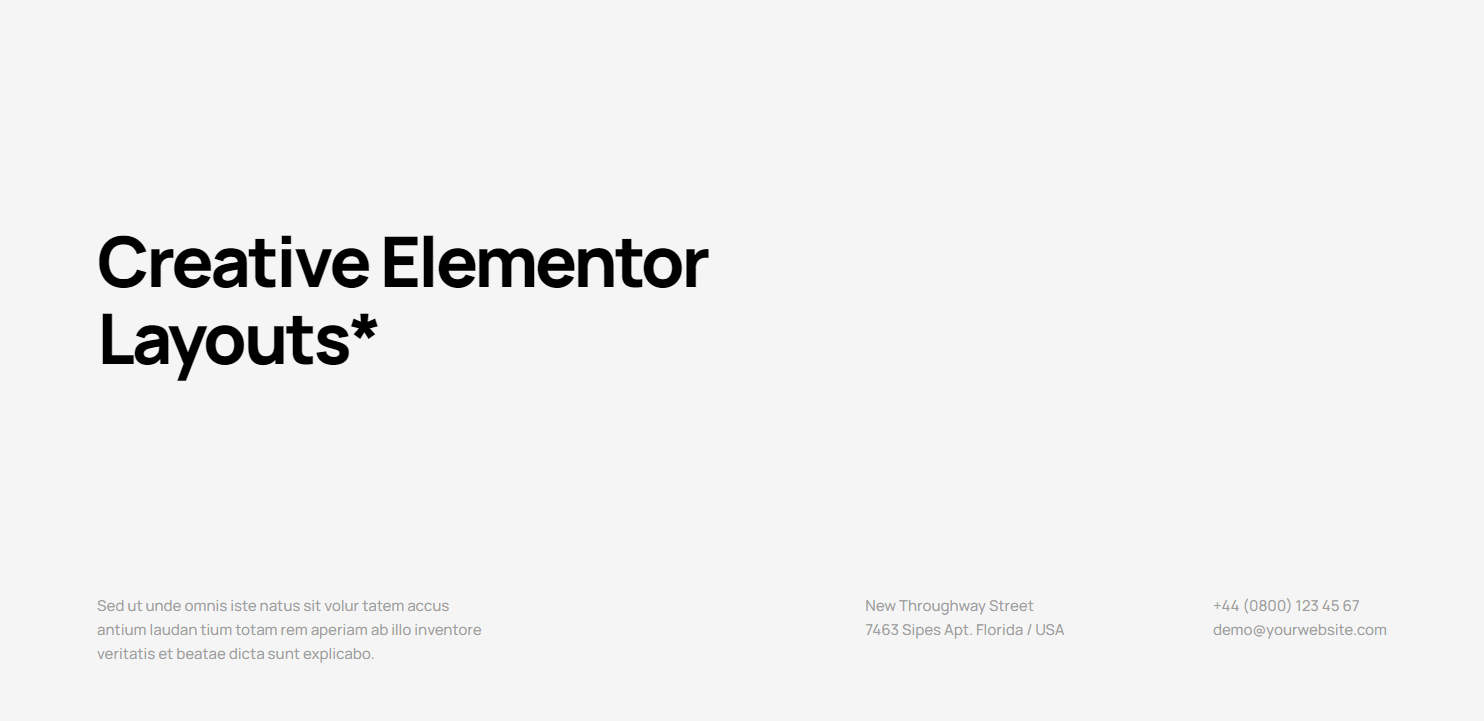 Creative Elementor
Layouts*
Sed ut unde omnis iste natus sit volur tatem accus
antium laudan tium totam rem aperiam ab illo inventore
veritatis et beatae dicta sunt explicabo.
New Throughway Street
7463 Sipes Apt. Florida / USA
+44 (0800) 123 45 67
demo@yourwebsite.com